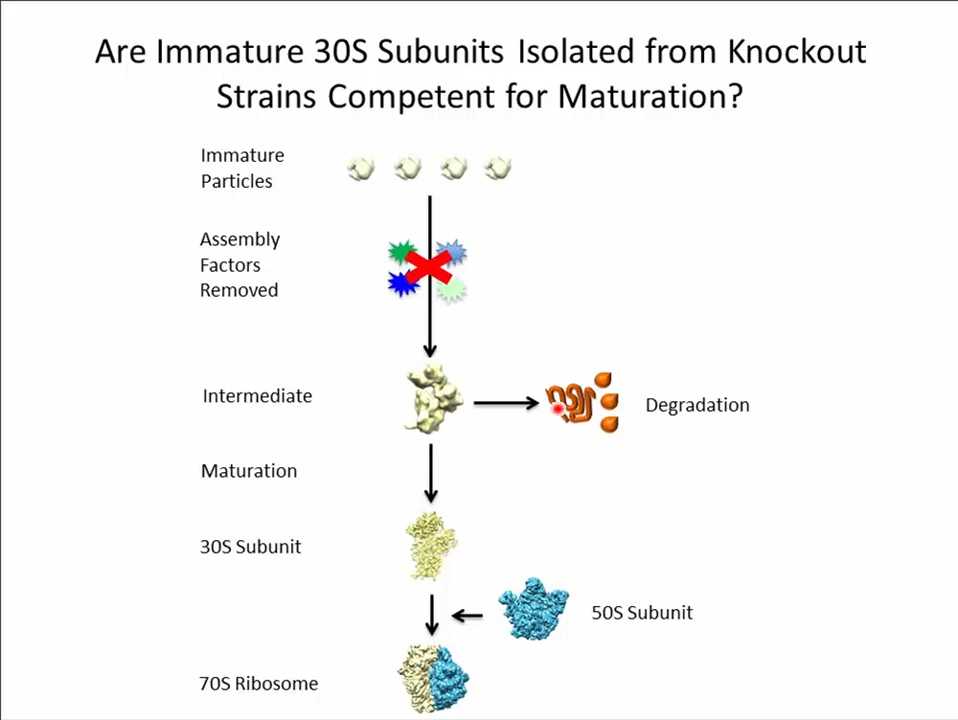 Are Immature 30S Subunits Isolated from Knockout
Strains Competent for Maturation?
Immature
Particles
Assembly
Factors
Removed
Intermediate
Degradation
Maturation
30S Subunit
50S Subunit
70S Ribosome